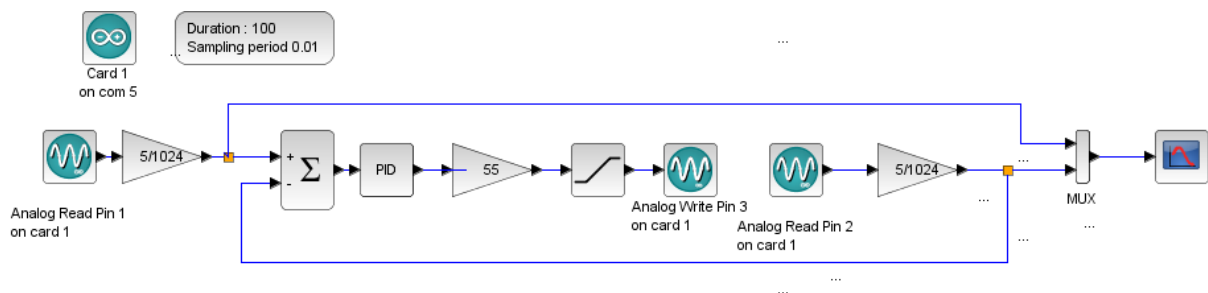 Duration : 100
Sampling period 0.01
...
...
Card 1
on com 5
5/1024
+
-
Σ
PID
55
5/1024
...
MUX
Analog Read Pin 1
on card 1
Analog Write Pin 3
on card 1
Analog Read Pin 2
on card 1
...
...
...
...
...